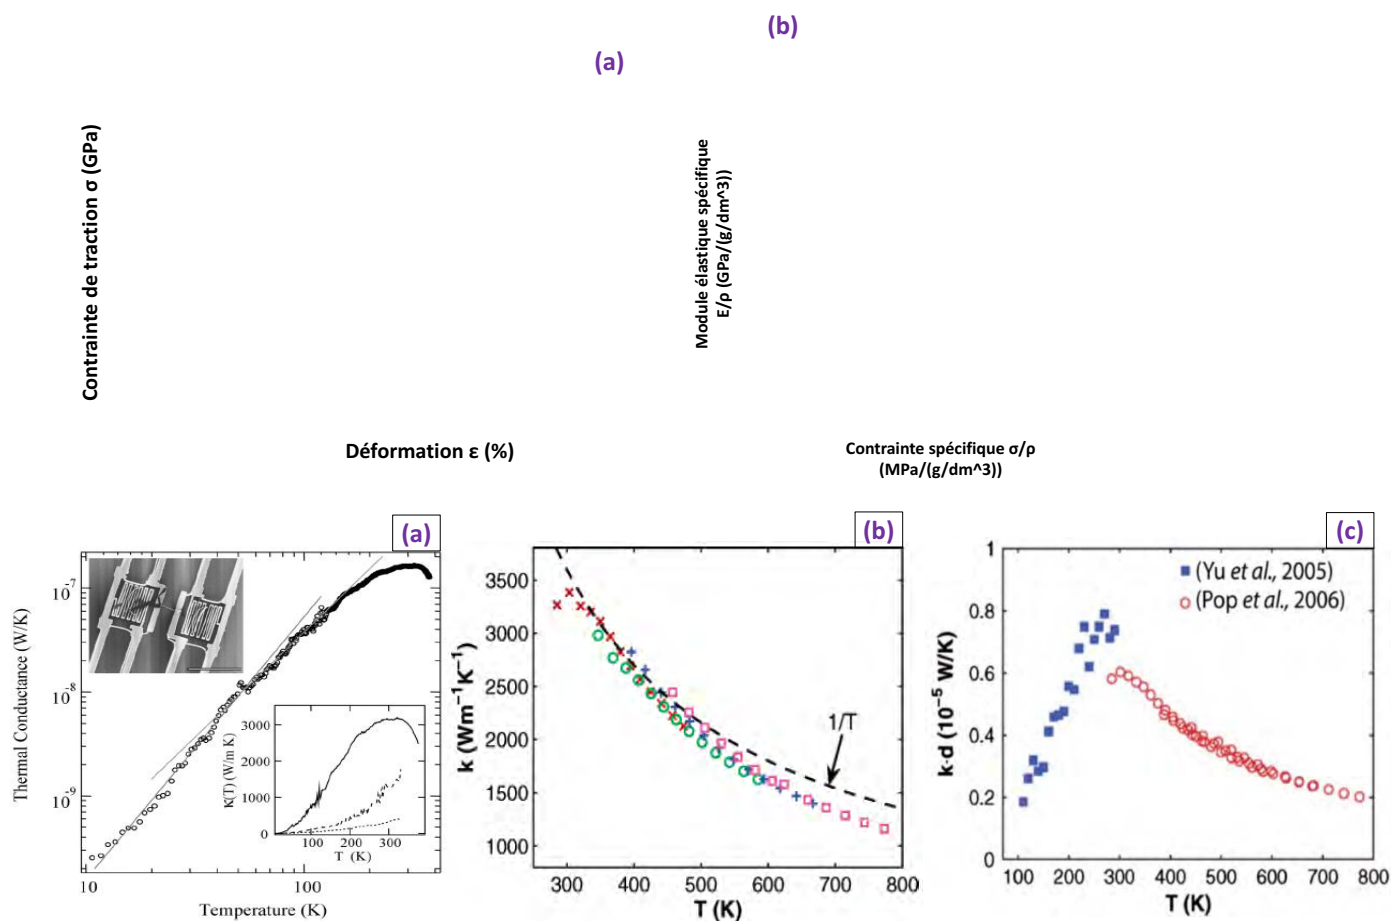 (b)
(a)
Contrainte de traction σ (GPa)
Module élastique spécifique
E/ρ (GPa/(g/dm^3))
Déformation ε (%)
Contrainte spécifique σ/ρ
(MPa/(g/dm^3))
(a)
Thermal Conductance (W/K)
10⁻⁷
10⁻⁸
10⁻⁹
10
100
Temperature (K)
K(T) (W/m K)
3000
2000
1000
0
100
200
300
T (K)
(b)
k (Wm⁻¹K⁻¹)
3500
3000
2500
2000
1500
1000
1/T
300
400
500
600
700
800
T (K)
(c)
k·d (10⁻⁵ W/K)
1
0.8
0.6
0.4
0.2
0
(Yu et al., 2005)
(Pop et al., 2006)
100
200
300
400
500
600
700
800
T (K)